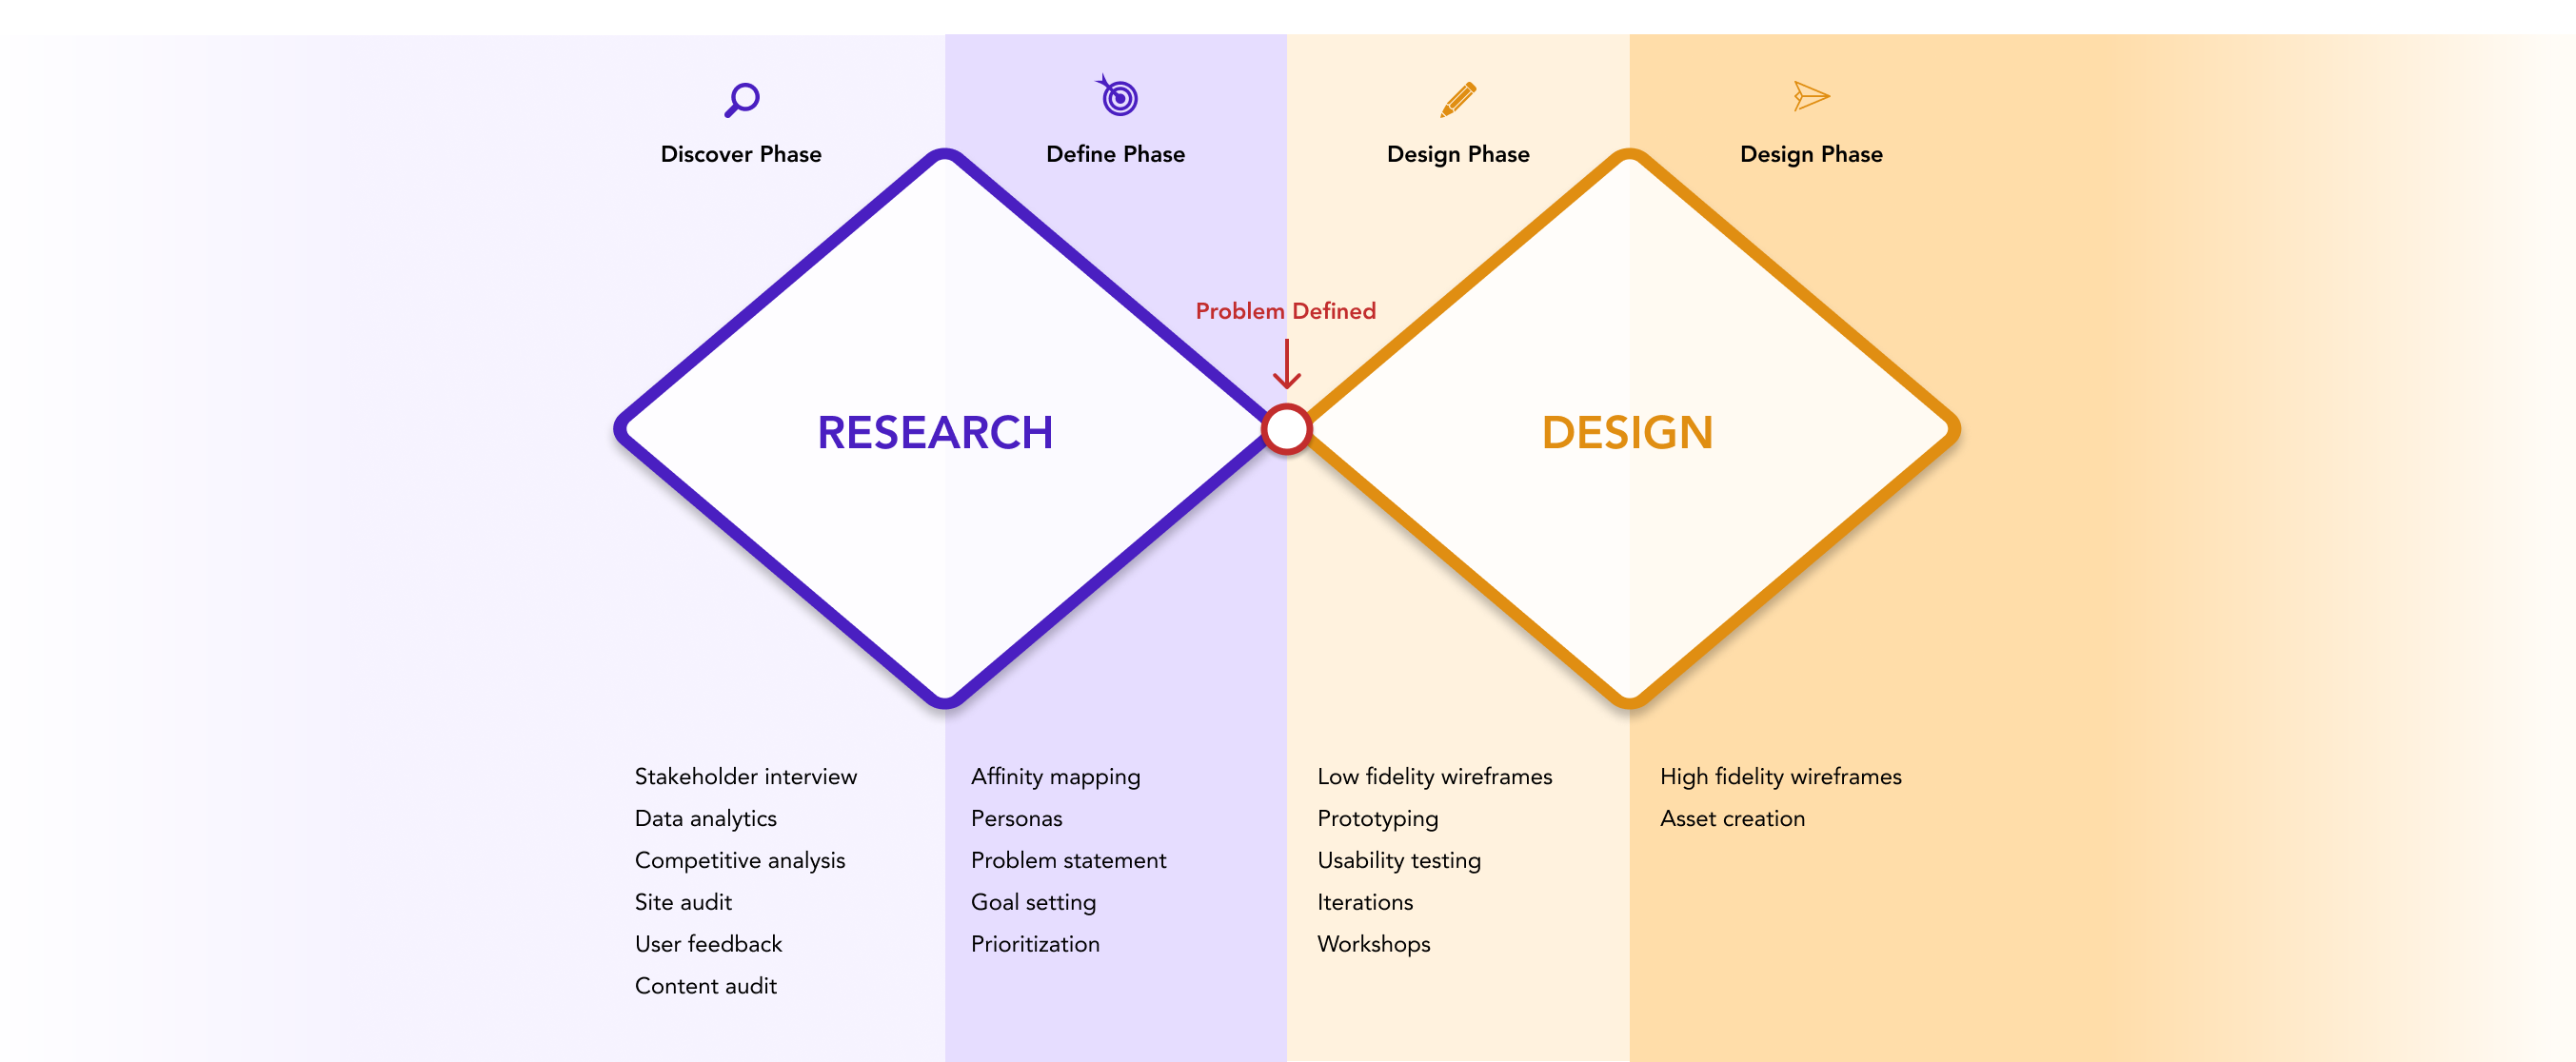 Discover Phase
Define Phase
Design Phase
Design Phase
Problem Defined
RESEARCH
DESIGN
Stakeholder interview
Data analytics
Competitive analysis
Site audit
User feedback
Content audit
Affinity mapping
Personas
Problem statement
Goal setting
Prioritization
Low fidelity wireframes
Prototyping
Usability testing
Iterations
Workshops
High fidelity wireframes
Asset creation